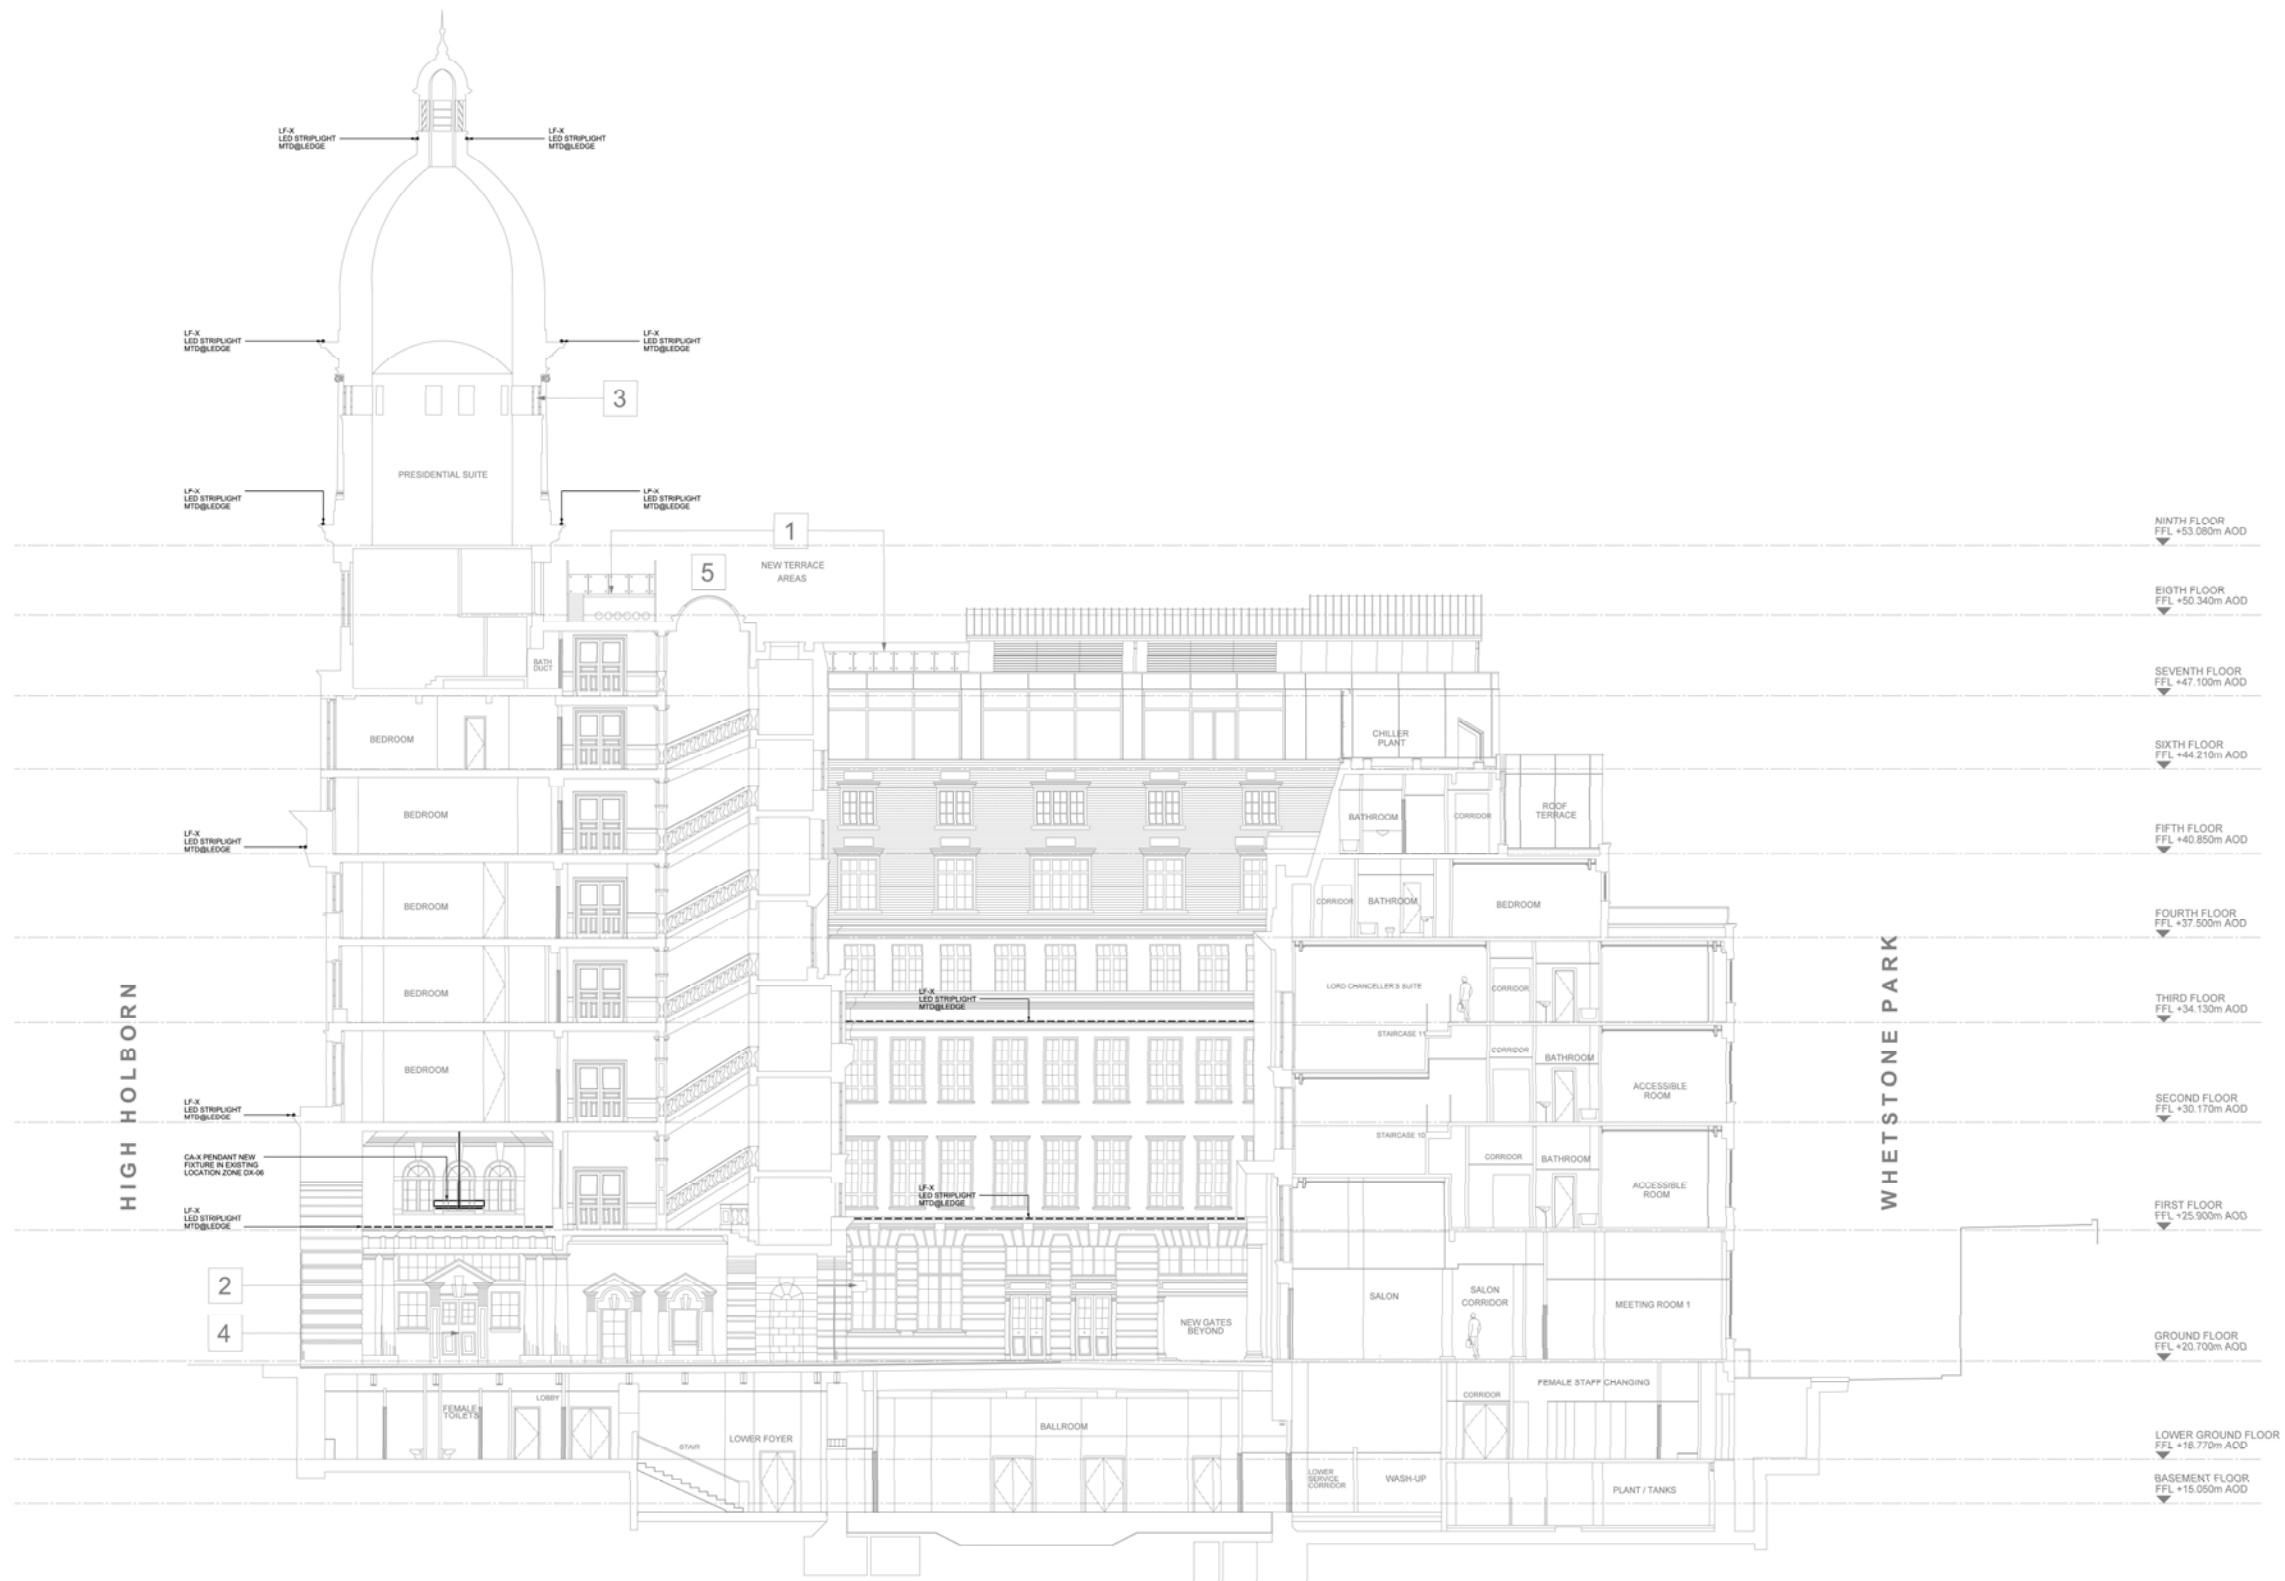 LF-X
LED STRIPLIGHT
MTD@LEDGE
LF-X
LED STRIPLIGHT
MTD@LEDGE
LF-X
LED STRIPLIGHT
MTD@LEDGE
LF-X
LED STRIPLIGHT
MTD@LEDGE
3
PRESIDENTIAL SUITE
LF-X
LED STRIPLIGHT
MTD@LEDGE
LF-X
LED STRIPLIGHT
MTD@LEDGE
1
NEW TERRACE
AREAS
5
NINTH FLOOR
FFL +53.080m AOD
EIGTH FLOOR
FFL +50.340m AOD
BATH
DUCT
SEVENTH FLOOR
FFL +47.100m AOD
BEDROOM
CHILLER
PLANT
SIXTH FLOOR
FFL +44.210m AOD
BEDROOM
BATHROOM
CORRIDOR
ROOF
TERRACE
LF-X
LED STRIPLIGHT
MTD@LEDGE
FIFTH FLOOR
FFL +40.850m AOD
BEDROOM
CORRIDOR
BATHROOM
BEDROOM
FOURTH FLOOR
FFL +37.500m AOD
BEDROOM
LF-X
LED STRIPLIGHT
MTD@LEDGE
LORD CHANCELLER'S SUITE
CORRIDOR
THIRD FLOOR
FFL +34.130m AOD
HIGH HOLBORN
WHETSTONE PARK
BEDROOM
STAIRCASE 11
CORRIDOR
BATHROOM
ACCESSIBLE
ROOM
LF-X
LED STRIPLIGHT
MTD@LEDGE
SECOND FLOOR
FFL +30.170m AOD
STAIRCASE 10
CA-X PENDANT NEW
FIXTURE IN EXISTING
LOCATION ZONE DX-06
CORRIDOR
BATHROOM
ACCESSIBLE
ROOM
LF-X
LED STRIPLIGHT
MTD@LEDGE
LF-X
LED STRIPLIGHT
MTD@LEDGE
FIRST FLOOR
FFL +25.900m AOD
2
4
NEW GATES
BEYOND
SALON
SALON
CORRIDOR
MEETING ROOM 1
GROUND FLOOR
FFL +20.700m AOD
FEMALE
TOILETS
LOBBY
STAIR
LOWER FOYER
BALLROOM
CORRIDOR
FEMALE STAFF CHANGING
LOWER GROUND FLOOR
FFL +16.770m AOD
LOWER
SERVICE
CORRIDOR
WASH-UP
PLANT / TANKS
BASEMENT FLOOR
FFL +15.050m AOD